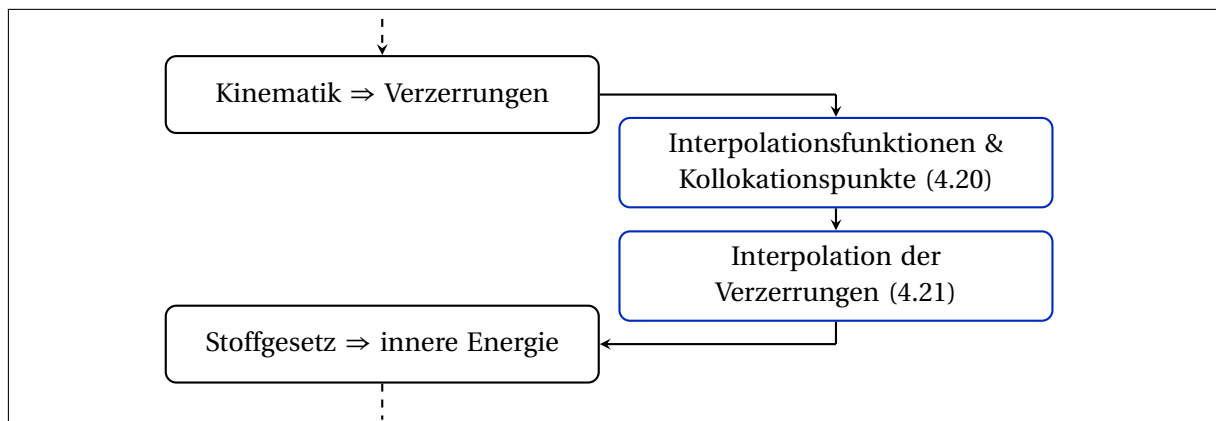 Kinematik ⇒ Verzerrungen
Interpolationsfunktionen &
Kollokationspunkte (4.20)
Interpolation der
Verzerrungen (4.21)
Stoffgesetz ⇒ innere Energie